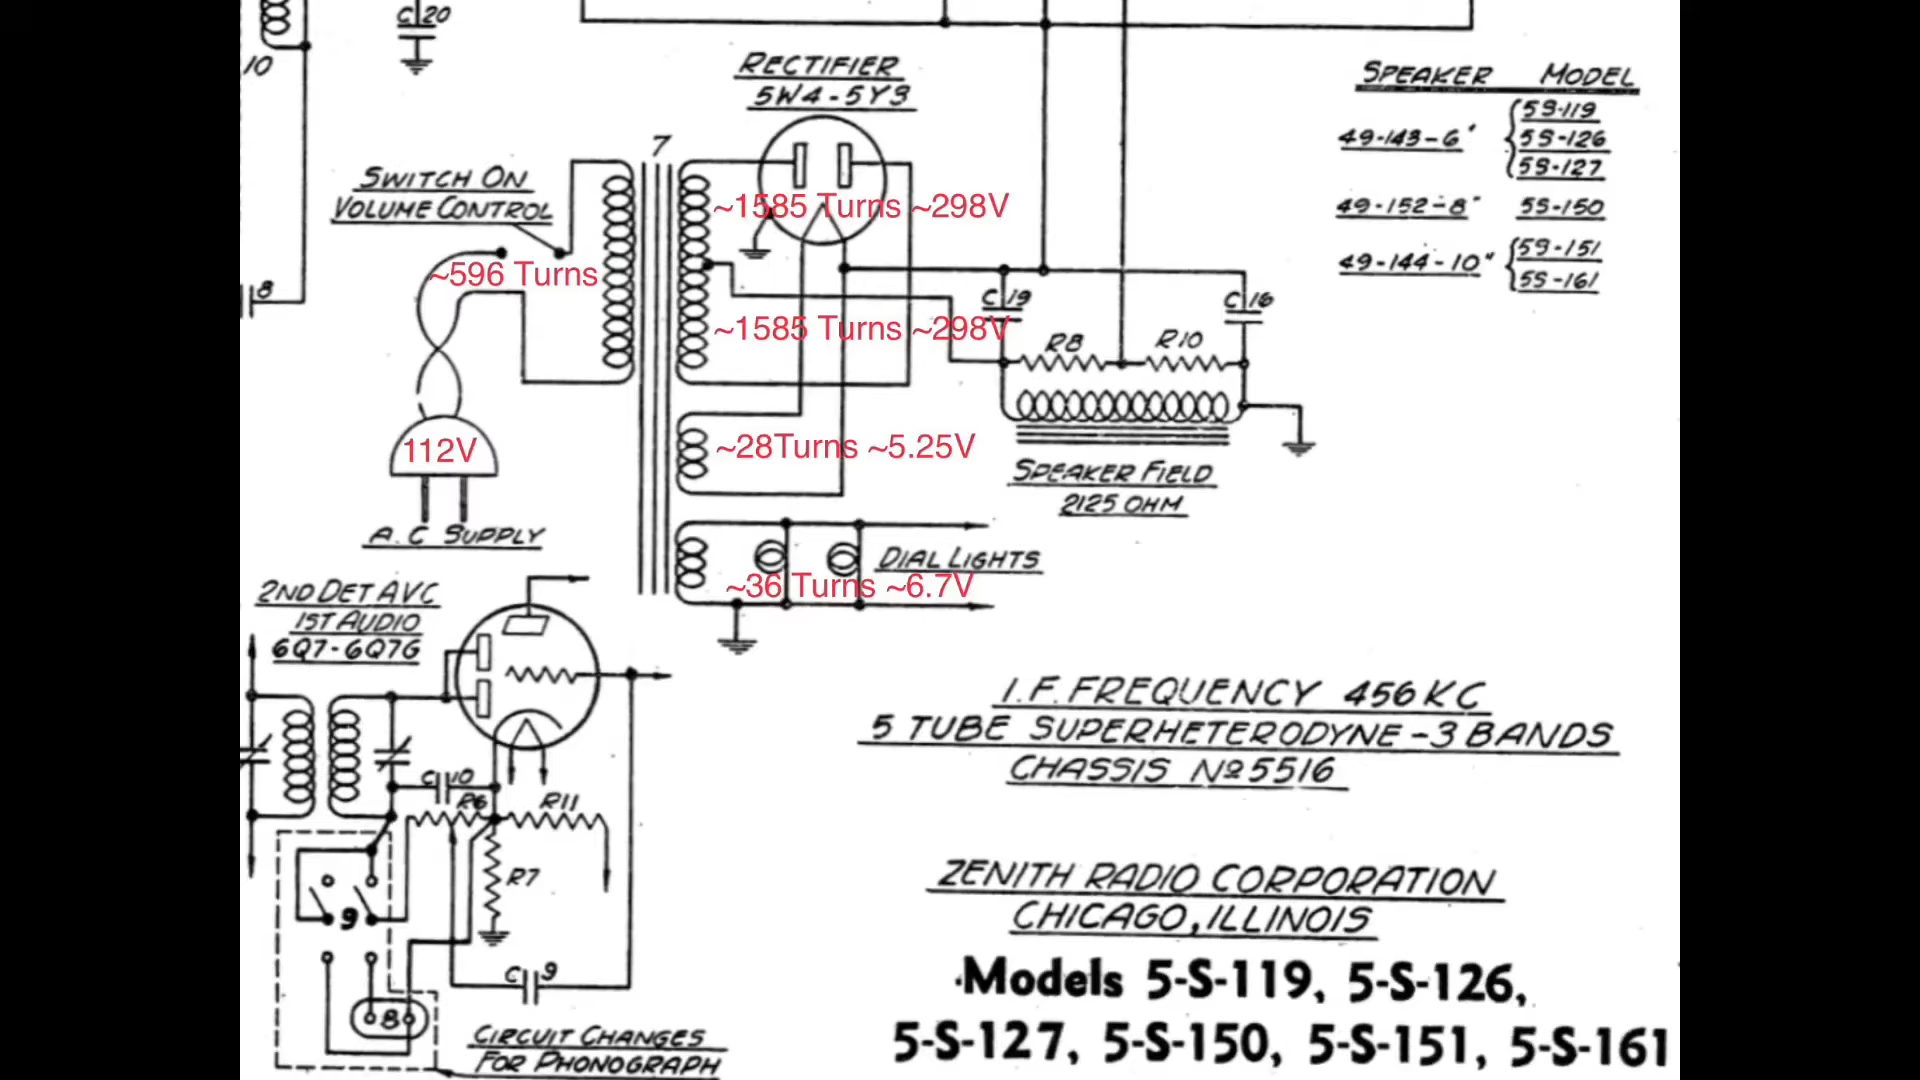 C20
10
RECTIFIER
5W4-5Y3
SPEAKER MODEL
49-143-6" 5S-119
5S-126
5S-127
49-152-8" 5S-150
49-144-10" 5S-151
5S-161
7
SWITCH ON
VOLUME CONTROL
~1585 Turns ~298V
~596 Turns
8
C19
C16
~1585 Turns ~298V
R8
R10
112V
~28Turns ~5.25V
SPEAKER FIELD
2125 OHM
A.C SUPPLY
DIAL LIGHTS
~36 Turns ~6.7V
2ND DET AVC
1ST AUDIO
6Q7-6Q7G
I.F. FREQUENCY 456KC
5 TUBE SUPERHETERODYNE-3 BANDS
CHASSIS No 5516
C10
R6
R11
R7
9
C9
8
ZENITH RADIO CORPORATION
CHICAGO, ILLINOIS
Models 5-S-119, 5-S-126,
5-S-127, 5-S-150, 5-S-151, 5-S-161
CIRCUIT CHANGES
FOR PHONOGRAPH